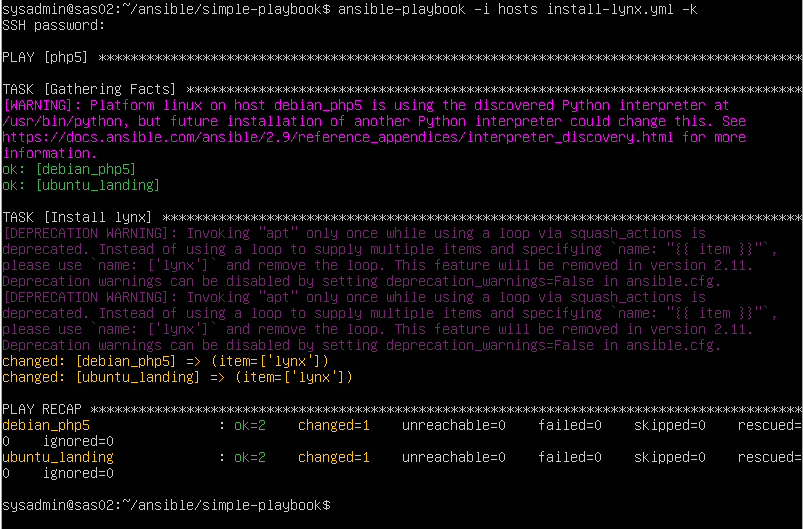 sysadmin@sas02:~/ansible/simple-playbook$ ansible-playbook -i hosts install-lynx.yml -k
SSH password:
PLAY [php5] ***********************************************************************************
TASK [Gathering Facts] ************************************************************************
[WARNING]: Platform linux on host debian_php5 is using the discovered Python interpreter at
/usr/bin/python, but future installation of another Python interpreter could change this. See
https://docs.ansible.com/ansible/2.9/reference_appendices/interpreter_discovery.html for more
information.
ok: [debian_php5]
ok: [ubuntu_landing]
TASK [Install lynx] ***************************************************************************
[DEPRECATION WARNING]: Invoking "apt" only once while using a loop via squash_actions is
deprecated. Instead of using a loop to supply multiple items and specifying `name: "{{ item }}"`,
please use `name: ['lynx']` and remove the loop. This feature will be removed in version 2.11.
Deprecation warnings can be disabled by setting deprecation_warnings=False in ansible.cfg.
[DEPRECATION WARNING]: Invoking "apt" only once while using a loop via squash_actions is
deprecated. Instead of using a loop to supply multiple items and specifying `name: "{{ item }}"`,
please use `name: ['lynx']` and remove the loop. This feature will be removed in version 2.11.
Deprecation warnings can be disabled by setting deprecation_warnings=False in ansible.cfg.
changed: [debian_php5] => (item=['lynx'])
changed: [ubuntu_landing] => (item=['lynx'])
PLAY RECAP ************************************************************************************
debian_php5 : ok=2 changed=1 unreachable=0 failed=0 skipped=0 rescued=
0 ignored=0
ubuntu_landing : ok=2 changed=1 unreachable=0 failed=0 skipped=0 rescued=
0 ignored=0
sysadmin@sas02:~/ansible/simple-playbook$